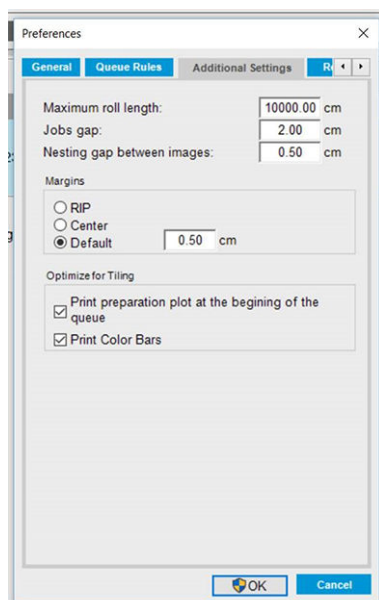 Preferences
General Queue Rules Additional Settings
Maximum roll length: 10000.00 cm
Jobs gap: 2.00 cm
Nesting gap between images: 0.50 cm
Margins
RIP
Center
Default 0.50 cm
Optimize for Tiling
Print preparation plot at the begining of the
queue
Print Color Bars
OK Cancel